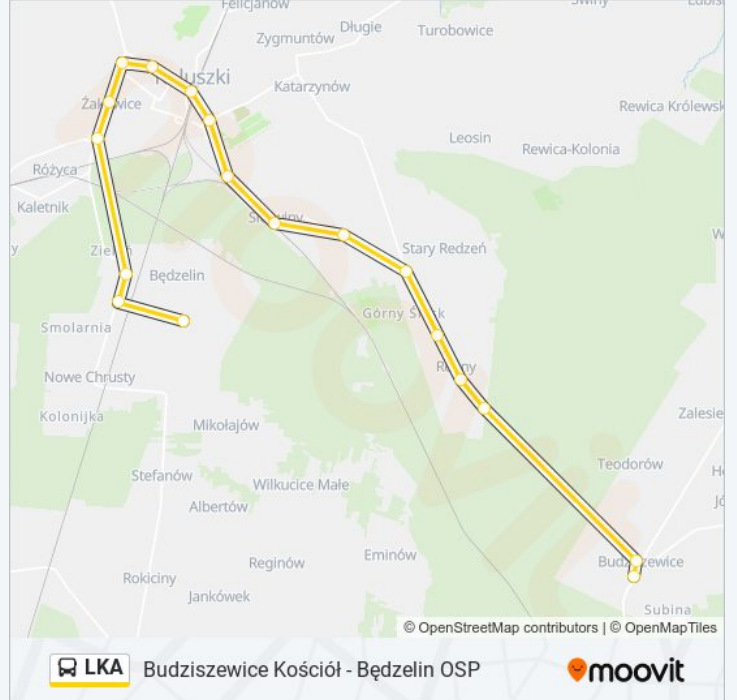 Felicjanów
Świny
Długie
Zygmuntów
Turobowice
Katarzynów
Rewica Królewsk
Leosin
Rewica-Kolonia
Różyca
Kaletnik
y
W
Stary Redzeń
Będzelin
Górny Śląsk
Smolarnia
Nowe Chrusty
Kolonijka
Mikołajów
Zalesie
Teodorów
Stefanów
Wilkucice Małe
Albertów
Eminów
Reginów
Rokiciny
Jankówek
Subina
© OpenStreetMap contributors | © OpenMapTiles
LKA Budziszewice Kościół - Będzelin OSP moovit